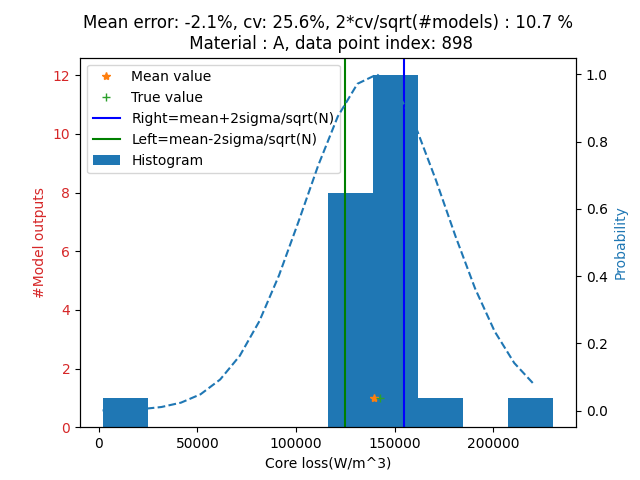 Mean error: -2.1%, cv: 25.6%, 2*cv/sqrt(#models) : 10.7 %
Material : A, data point index: 898
Mean value
True value
Right=mean+2sigma/sqrt(N)
Left=mean-2sigma/sqrt(N)
Histogram
12
10
8
6
4
2
0
#Model outputs
1.0
0.8
0.6
0.4
0.2
0.0
Probability
0 50000 100000 150000 200000
Core loss(W/m^3)